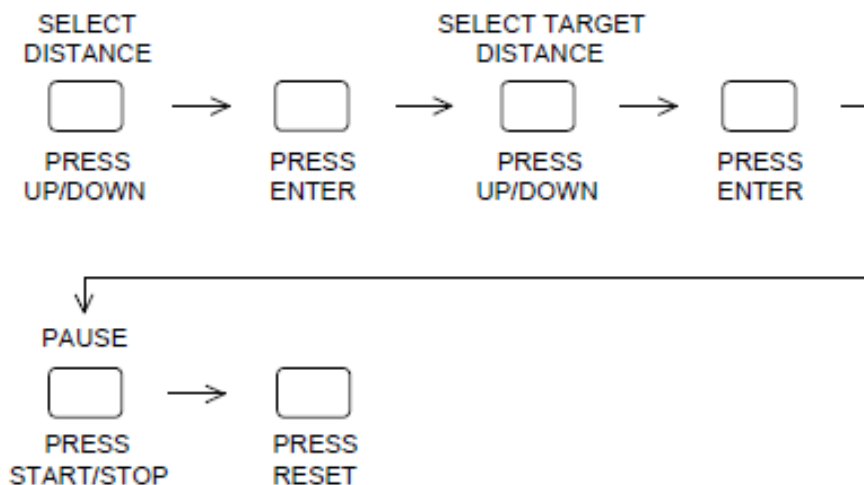 SELECT
DISTANCE
PRESS
UP/DOWN
PRESS
ENTER
SELECT TARGET
DISTANCE
PRESS
UP/DOWN
PRESS
ENTER
PAUSE
PRESS
START/STOP
PRESS
RESET